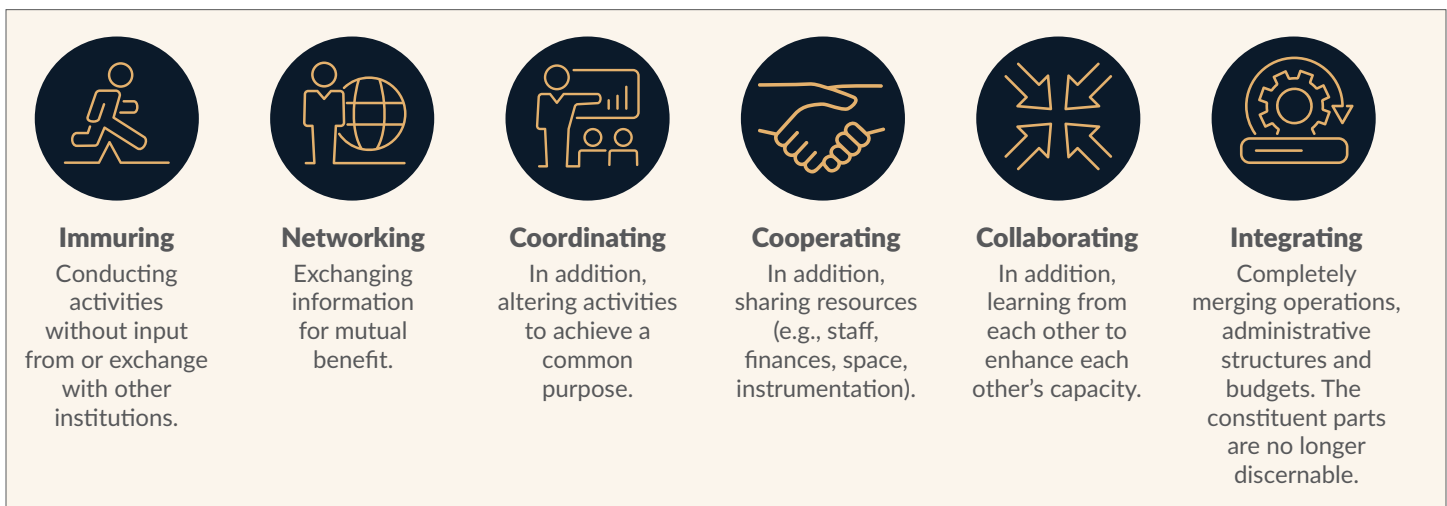 Immuring
Conducting
activities
without input
from or exchange
with other
institutions.
Networking
Exchanging
information
for mutual
benefit.
Coordinating
In addition,
altering activities
to achieve a
common
purpose.
Cooperating
In addition,
sharing resources
(e.g., staff,
finances, space,
instrumentation).
Collaborating
In addition,
learning from
each other to
enhance each
other's capacity.
Integrating
Completely
merging operations,
administrative
structures and
budgets. The
constituent parts
are no longer
discernable.